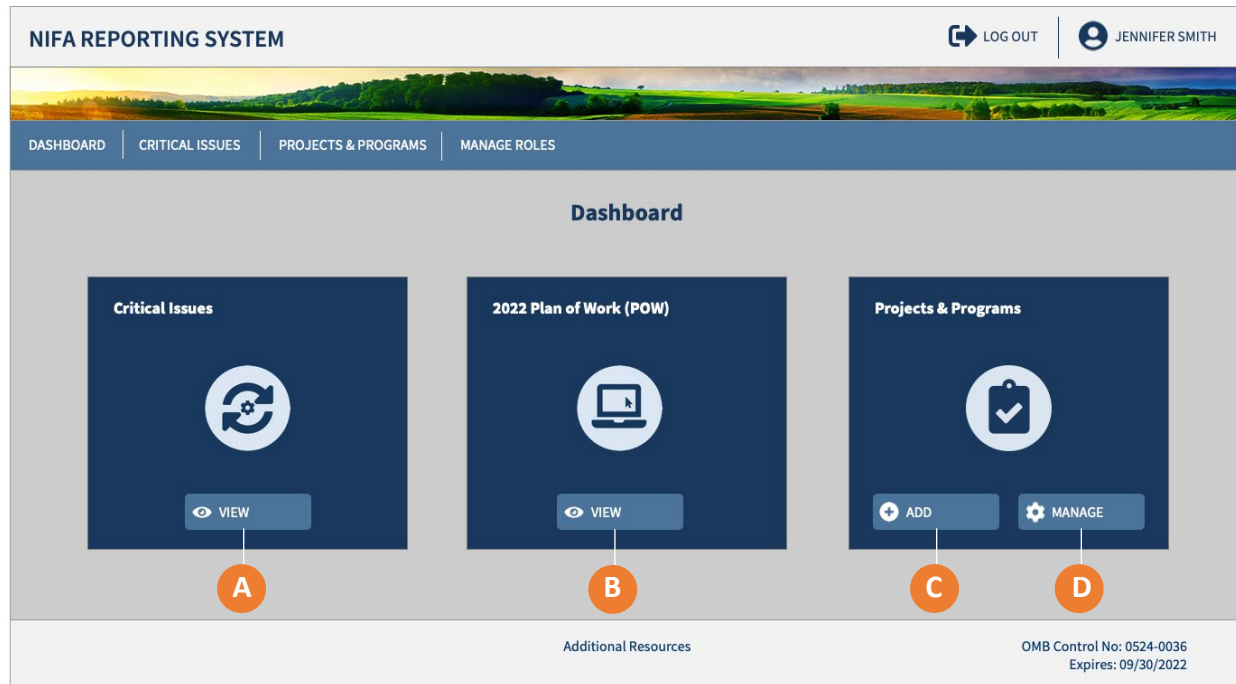 NIFA REPORTING SYSTEM
LOG OUT
JENNIFER SMITH
DASHBOARD
CRITICAL ISSUES
PROJECTS & PROGRAMS
MANAGE ROLES
Dashboard
Critical Issues
2022 Plan of Work (POW)
Projects & Programs
VIEW
VIEW
ADD
MANAGE
A
B
C
D
Additional Resources
OMB Control No: 0524-0036
Expires: 09/30/2022